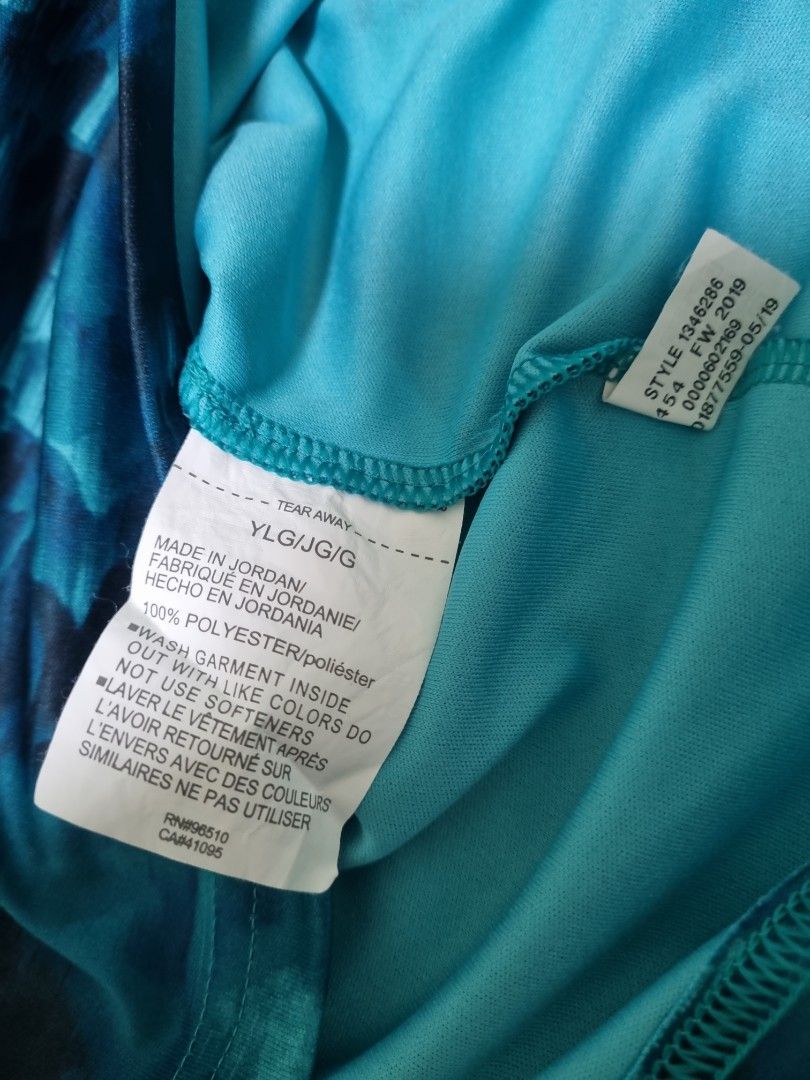 TEAR AWAY
YLG/JG/G
MADE IN JORDAN/
FABRIQUÉ EN JORDANIE/
HECHO EN JORDANIA
100% POLYESTER/poliéster
▪WASH GARMENT INSIDE
OUT WITH LIKE COLORS DO
NOT USE SOFTENERS
▪LAVER LE VÊTEMENT APRÈS
L'AVOIR RETOURNÉ SUR
L'ENVERS AVEC DES COULEURS
SIMILAIRES NE PAS UTILISER
RN#96510
CA#41095
STYLE 1346286
454 FW 2019
0000602169
01877559-05/19